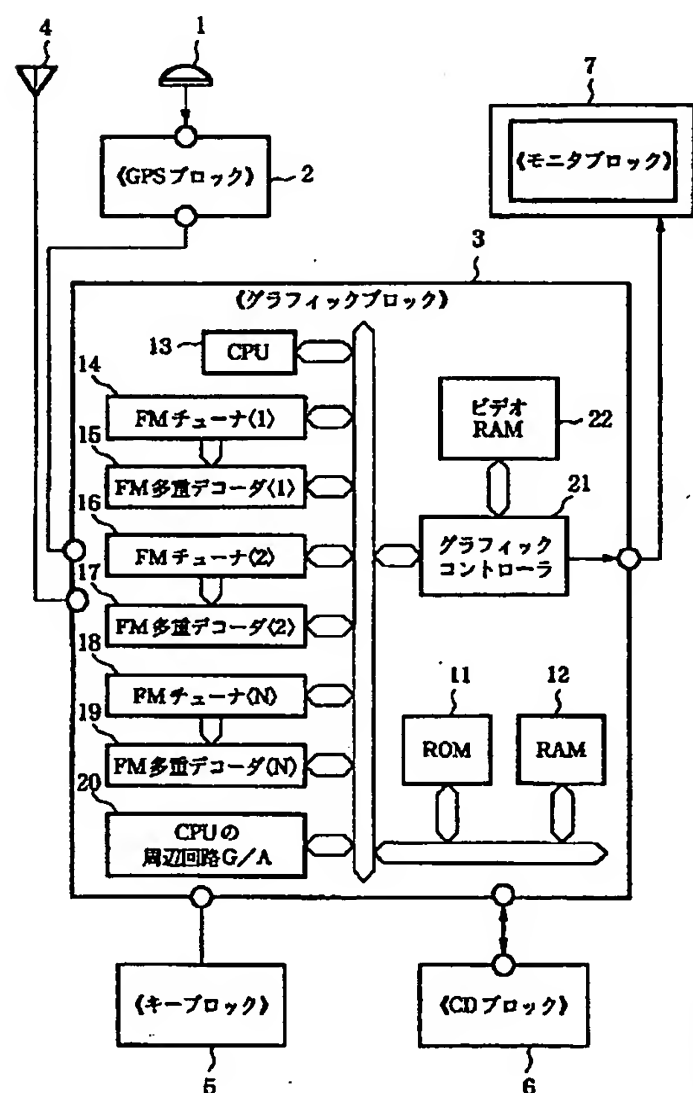 4
1
7
《GPSブロック》
2
《モニタブロック》
3
《グラフィックブロック》
13
CPU
14
FMチューナ〈1〉
15
FM多重デコーダ〈1〉
16
FMチューナ〈2〉
17
FM多重デコーダ〈2〉
18
FMチューナ〈N〉
19
FM多重デコーダ〈N〉
20
CPUの
周辺回路G/A
ビデオ
RAM
22
21
グラフィック
コントローラ
11
12
ROM
RAM
《キーブロック》
《CDブロック》
5
6